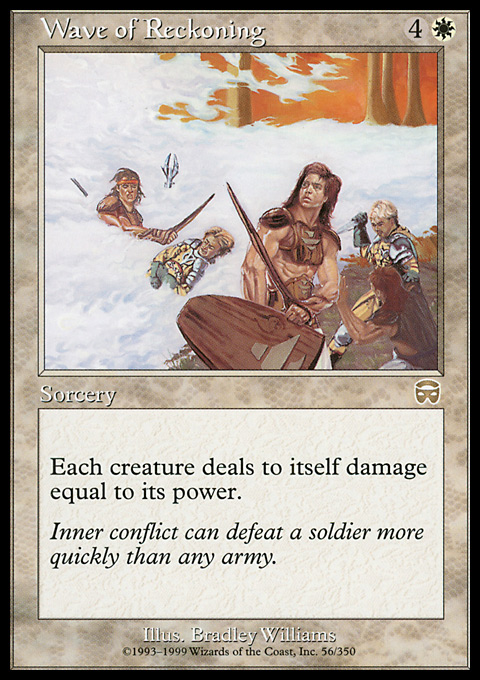 Wave of Reckoning 4
Sorcery
Each creature deals to itself damage
equal to its power.
Inner conflict can defeat a soldier more
quickly than any army.
Illus. Bradley Williams
©1993–1999 Wizards of the Coast, Inc. 56/350